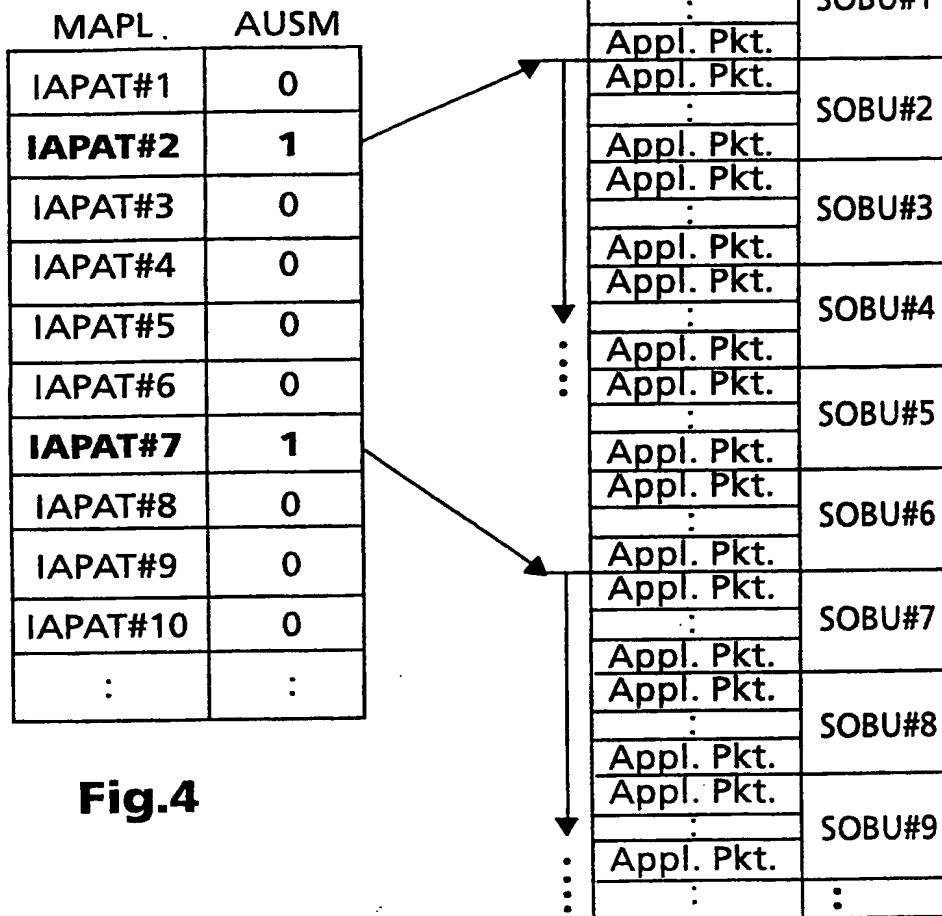 MAPL. AUSM
IAPAT#1 0
IAPAT#2 1
IAPAT#3 0
IAPAT#4 0
IAPAT#5 0
IAPAT#6 0
IAPAT#7 1
IAPAT#8 0
IAPAT#9 0
IAPAT#10 0
: :
Fig.4
:
SOBU#1
Appl. Pkt.
Appl. Pkt.
:
SOBU#2
Appl. Pkt.
Appl. Pkt.
:
SOBU#3
Appl. Pkt.
Appl. Pkt.
:
SOBU#4
Appl. Pkt.
Appl. Pkt.
:
SOBU#5
Appl. Pkt.
Appl. Pkt.
:
SOBU#6
Appl. Pkt.
Appl. Pkt.
:
SOBU#7
Appl. Pkt.
Appl. Pkt.
:
SOBU#8
Appl. Pkt.
Appl. Pkt.
:
SOBU#9
Appl. Pkt.
: :